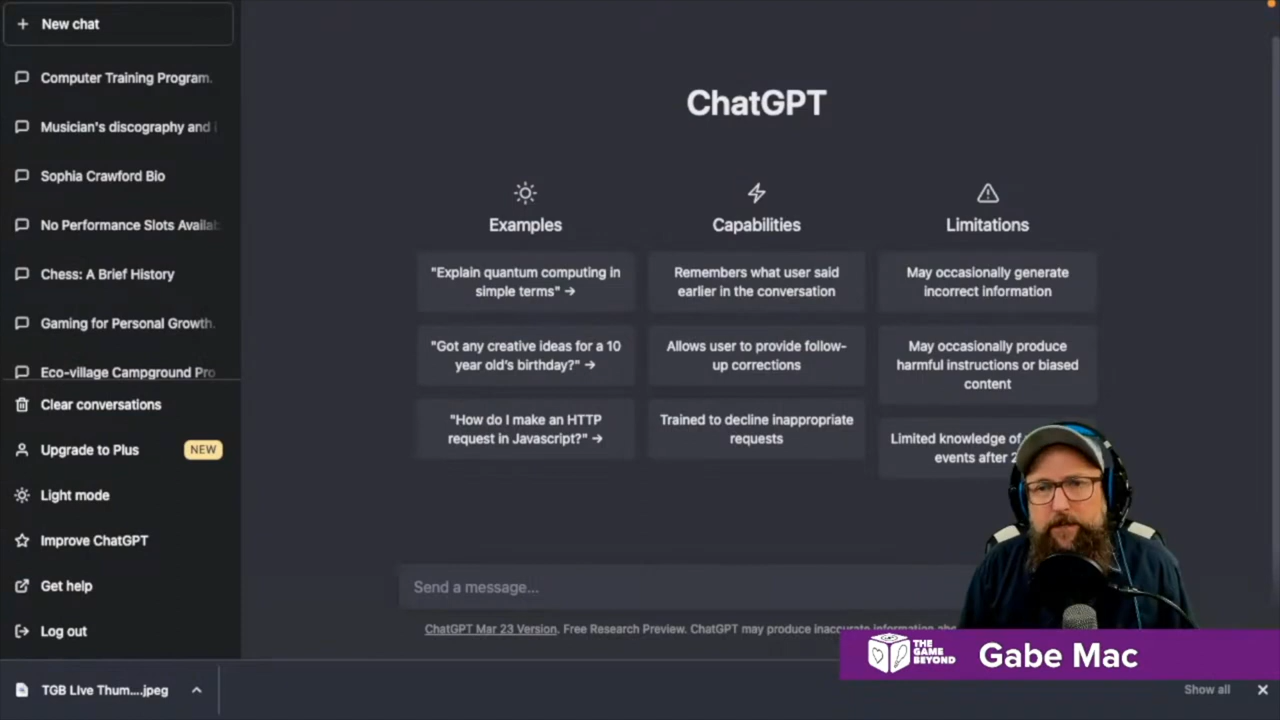 New chat
Computer Training Program.
Musician's discography and
Sophia Crawford Bio
No Performance Slots Availab
Chess: A Brief History
Gaming for Personal Growth.
Eco-village Campground Pro
Clear conversations
Upgrade to Plus
NEW
Light mode
Improve ChatGPT
Get help
Log out
ChatGPT
Examples
"Explain quantum computing in
simple terms" →
"Got any creative ideas for a 10
year old's birthday?" →
"How do I make an HTTP
request in Javascript?" →
Capabilities
Remembers what user said
earlier in the conversation
Allows user to provide follow-
up corrections
Trained to decline inappropriate
requests
Limitations
May occasionally generate
incorrect information
May occasionally produce
harmful instructions or biased
content
Limited knowledge of
events after
Send a message...
ChatGPT Mar 23 Version. Free Research Preview. ChatGPT may produce inaccurate information
THE
GAME
BEYOND
Gabe Mac
TGB Live Thum....jpeg
Show all